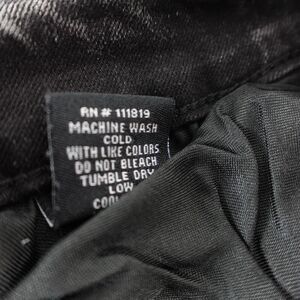 RN # 111819
MACHINE WASH
COLD
WITH LIKE COLORS
DO NOT BLEACH
TUMBLE DRY
LOW